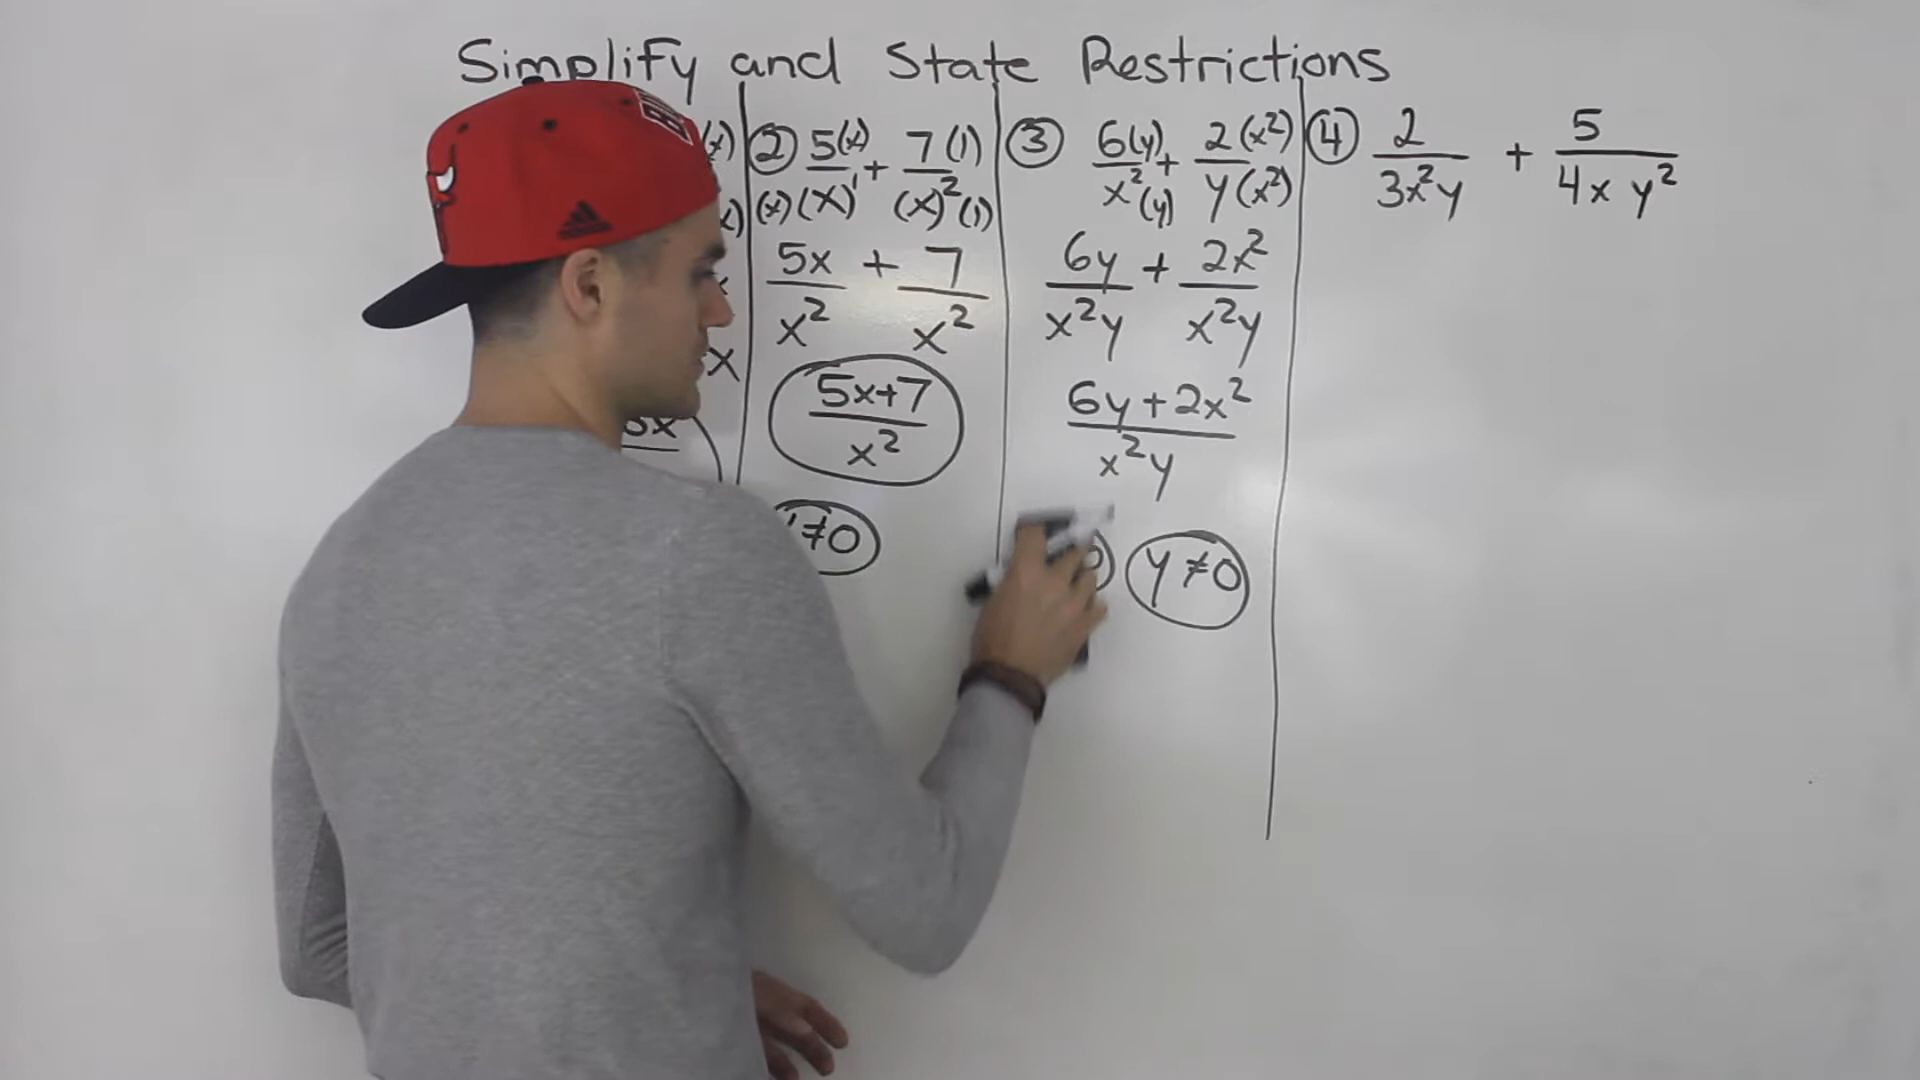 Simplify and State Restrictions
② 5(x)/(x)(x)¹ + 7(1)/(x)²(1)
5x/x² + 7/x²
5x+7/x²
≠0
③ 6(y)/x²(y) + 2(x²)/y(x²)
6y/x²y + 2x²/x²y
6y+2x²/x²y
y≠0
④ 2/3x²y + 5/4xy²